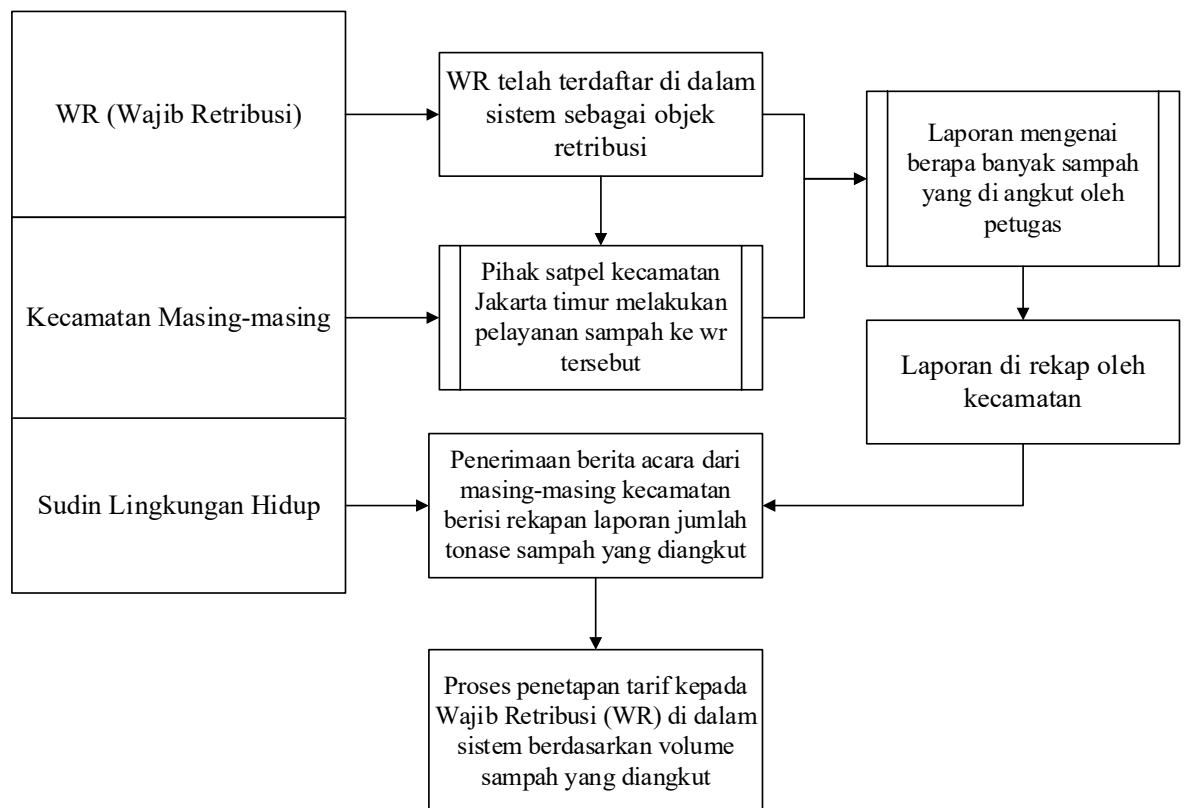 WR (Wajib Retribusi)
WR telah terdaftar di dalam
sistem sebagai objek
retribusi
Laporan mengenai
berapa banyak sampah
yang di angkut oleh
petugas
Kecamatan Masing-masing
Pihak satpel kecamatan
Jakarta timur melakukan
pelayanan sampah ke wr
tersebut
Laporan di rekap oleh
kecamatan
Sudin Lingkungan Hidup
Penerimaan berita acara dari
masing-masing kecamatan
berisi rekapan laporan jumlah
tonase sampah yang diangkut
Proses penetapan tarif kepada
Wajib Retribusi (WR) di dalam
sistem berdasarkan volume
sampah yang diangkut